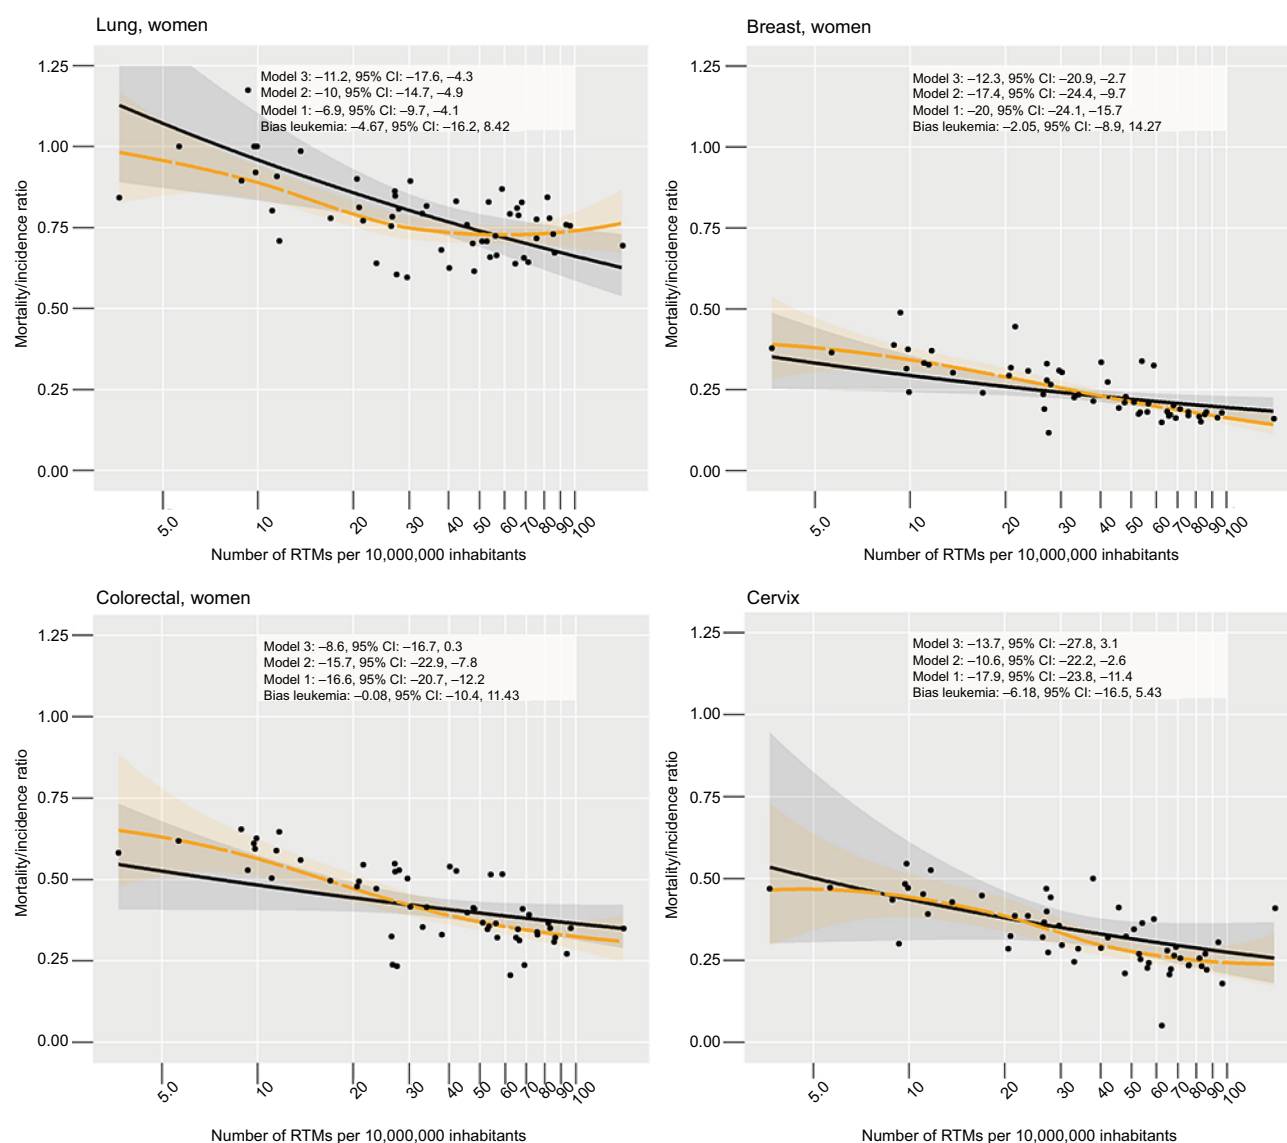 Lung, women
1.25
1.00
0.75
0.50
0.25
0.00
Mortality/incidence ratio
Model 3: –11.2, 95% CI: –17.6, –4.3
Model 2: –10, 95% CI: –14.7, –4.9
Model 1: –6.9, 95% CI: –9.7, –4.1
Bias leukemia: –4.67, 95% CI: –16.2, 8.42
5.0 10 20 30 40 50 60 70 80 90 100
Number of RTMs per 10,000,000 inhabitants
Breast, women
1.25
1.00
0.75
0.50
0.25
0.00
Mortality/incidence ratio
Model 3: –12.3, 95% CI: –20.9, –2.7
Model 2: –17.4, 95% CI: –24.4, –9.7
Model 1: –20, 95% CI: –24.1, –15.7
Bias leukemia: –2.05, 95% CI: –8.9, 14.27
5.0 10 20 30 40 50 60 70 80 90 100
Number of RTMs per 10,000,000 inhabitants
Colorectal, women
1.25
1.00
0.75
0.50
0.25
0.00
Mortality/incidence ratio
Model 3: –8.6, 95% CI: –16.7, 0.3
Model 2: –15.7, 95% CI: –22.9, –7.8
Model 1: –16.6, 95% CI: –20.7, –12.2
Bias leukemia: –0.08, 95% CI: –10.4, 11.43
5.0 10 20 30 40 50 60 70 80 90 100
Number of RTMs per 10,000,000 inhabitants
Cervix
1.25
1.00
0.75
0.50
0.25
0.00
Mortality/incidence ratio
Model 3: –13.7, 95% CI: –27.8, 3.1
Model 2: –10.6, 95% CI: –22.2, –2.6
Model 1: –17.9, 95% CI: –23.8, –11.4
Bias leukemia: –6.18, 95% CI: –16.5, 5.43
5.0 10 20 30 40 50 60 70 80 90 100
Number of RTMs per 10,000,000 inhabitants